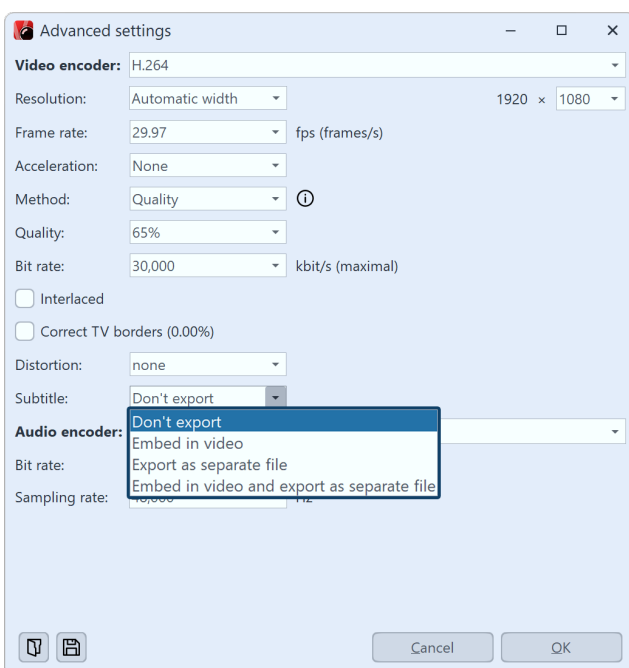 Advanced settings
Video encoder: H.264
Resolution: Automatic width 1920 × 1080
Frame rate: 29.97 fps (frames/s)
Acceleration: None
Method: Quality
Quality: 65%
Bit rate: 30,000 kbit/s (maximal)
Interlaced
Correct TV borders (0.00%)
Distortion: none
Subtitle: Don't export
Don't export
Audio encoder:
Embed in video
Bit rate: Export as separate file
Embed in video and export as separate file
Sampling rate:
Cancel OK